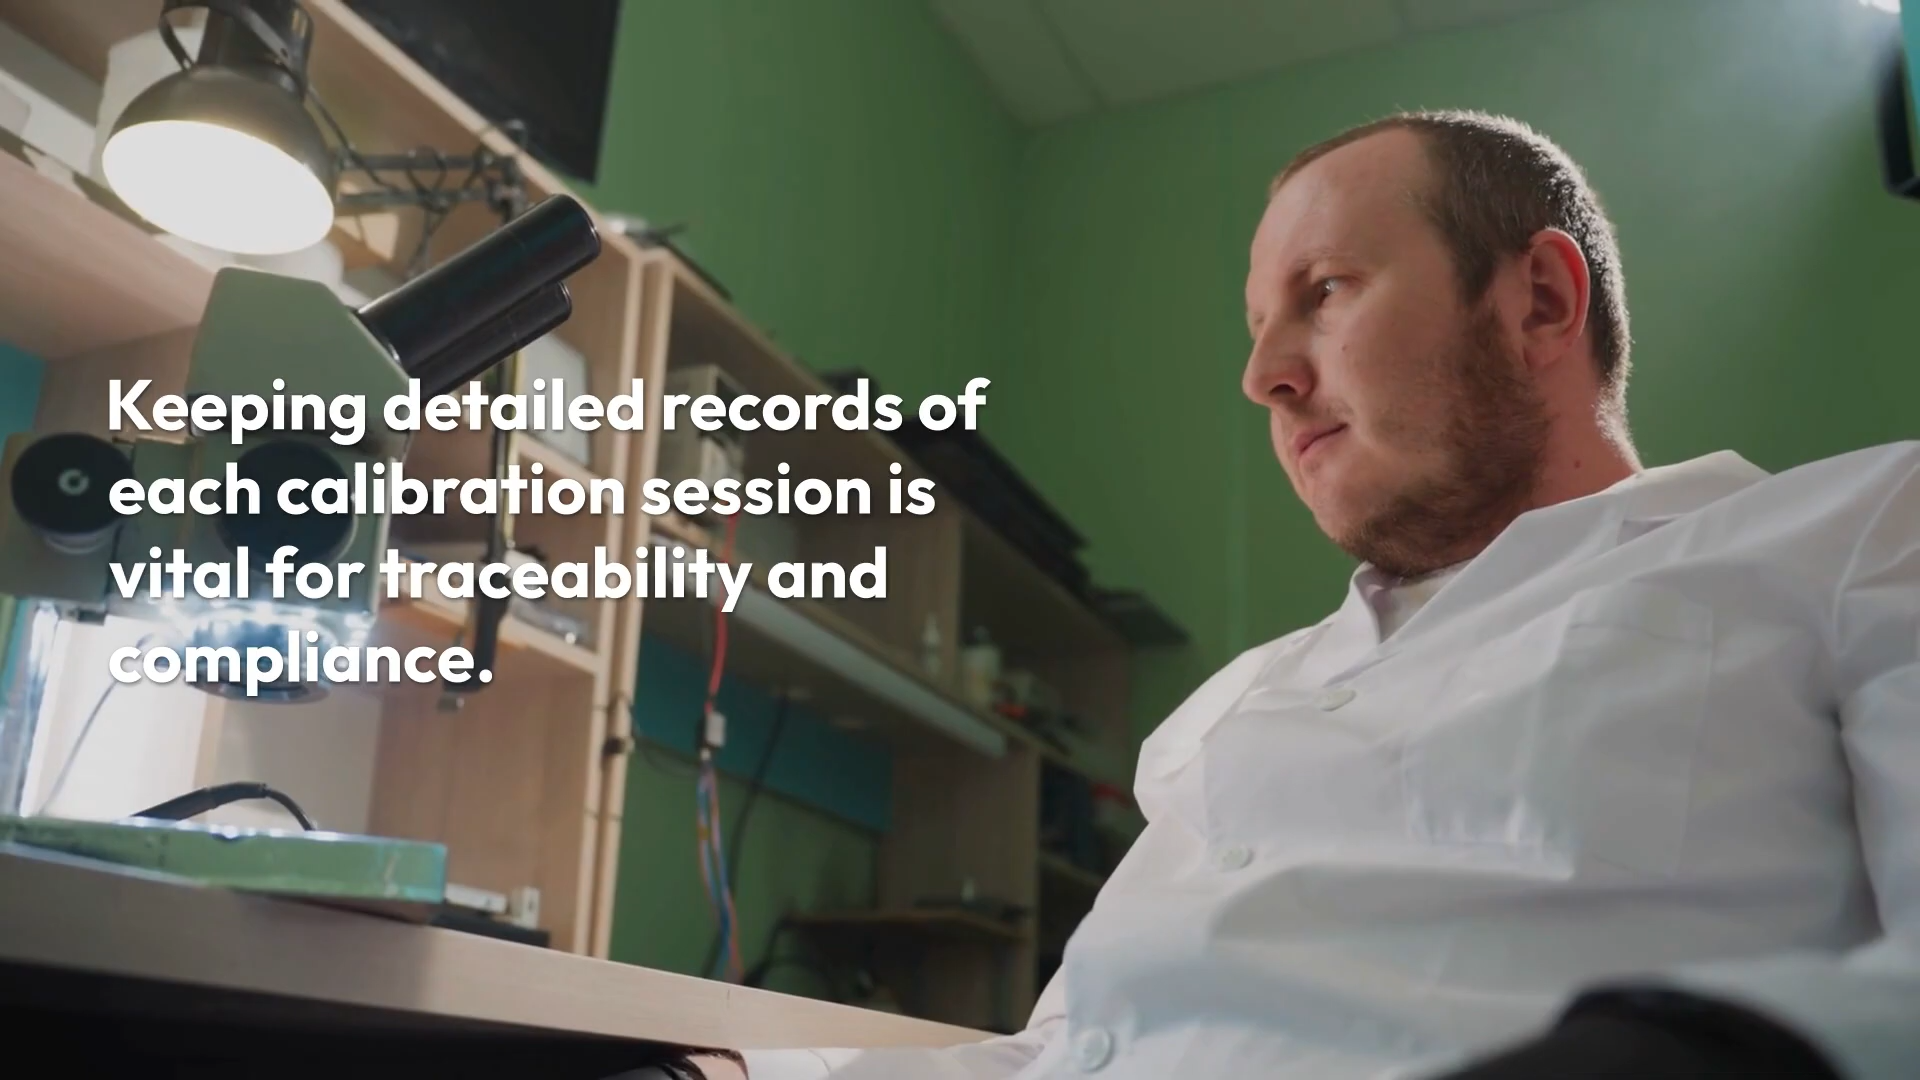 Keeping detailed records of
each calibration session is
vital for traceability and
compliance.